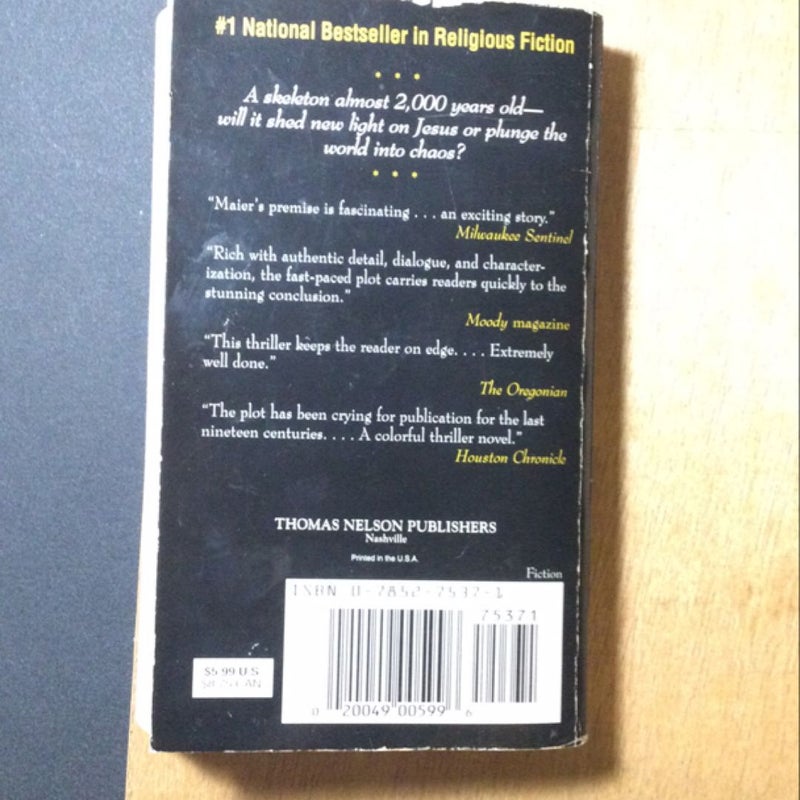 #1 National Bestseller in Religious Fiction
A skeleton almost 2,000 years old—
will it shed new light on Jesus or plunge the
world into chaos?
"Maier's premise is fascinating . . . an exciting story."
Milwaukee Sentinel
"Rich with authentic detail, dialogue, and character-
ization, the fast-paced plot carries readers quickly to the
stunning conclusion."
Moody magazine
"This thriller keeps the reader on edge. . . . Extremely
well done."
The Oregonian
"The plot has been crying for publication for the last
nineteen centuries. . . . A colorful thriller novel."
Houston Chronicle
THOMAS NELSON PUBLISHERS
Nashville
Printed in the U.S.A.
Fiction
ISBN 0-7852-7537-1
75371
$5.99 U.S
0 20049 00599 6